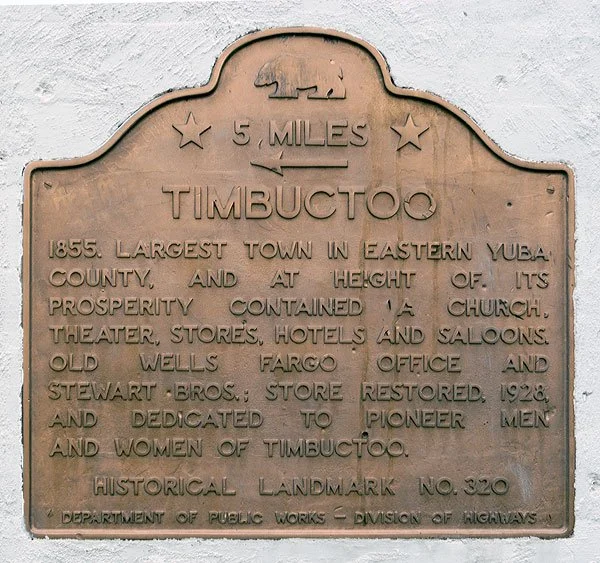 5 MILES
TIMBUCTOO
1855. LARGEST TOWN IN EASTERN YUBA
COUNTY, AND AT HEIGHT OF ITS
PROSPERITY CONTAINED A CHURCH,
THEATER, STORES, HOTELS AND SALOONS.
OLD WELLS FARGO OFFICE AND
STEWART BROS.; STORE RESTORED, 1928,
AND DEDICATED TO PIONEER MEN
AND WOMEN OF TIMBUCTOO.
HISTORICAL LANDMARK NO. 320
DEPARTMENT OF PUBLIC WORKS – DIVISION OF HIGHWAYS